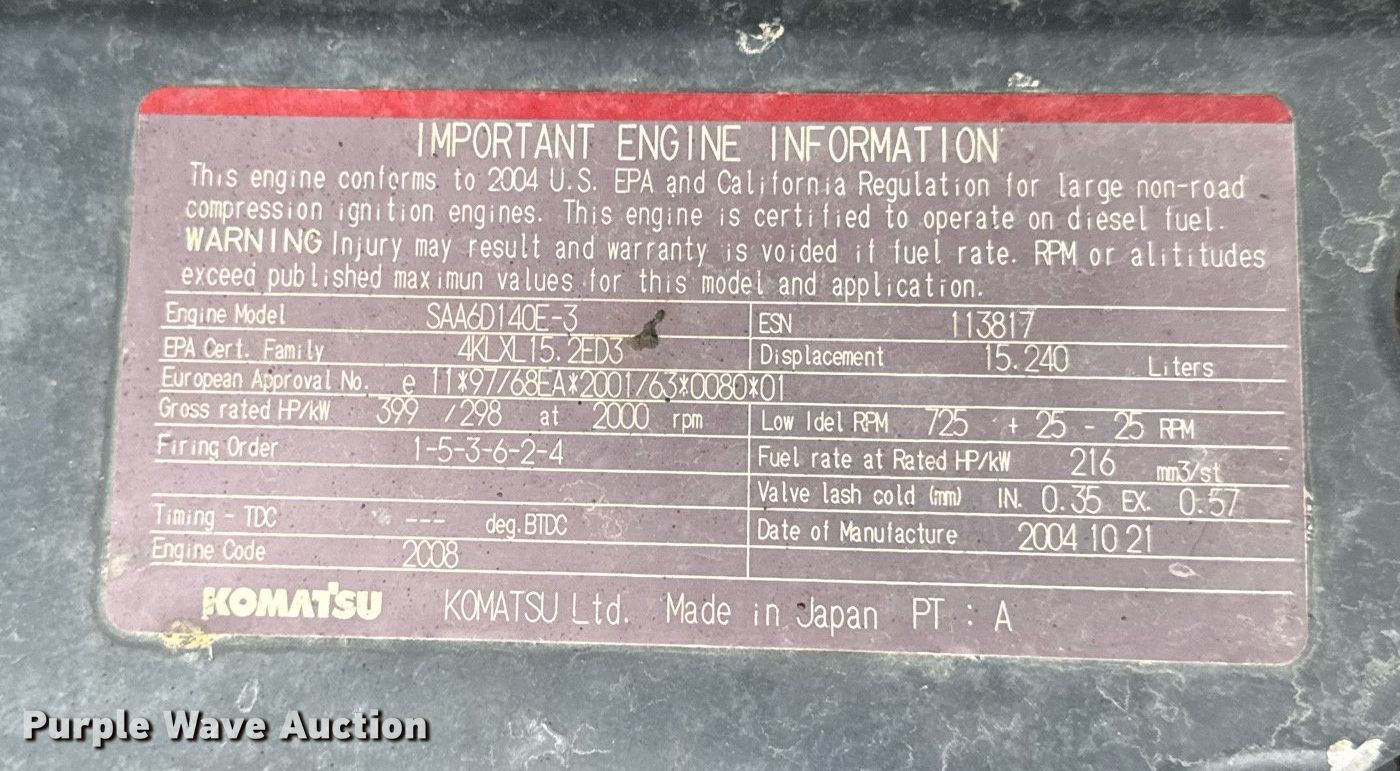 IMPORTANT ENGINE INFORMATION
This engine conforms to 2004 U.S. EPA and California Regulation for large non-road
compression ignition engines. This engine is certified to operate on diesel fuel.
WARNING Injury may result and warranty is voided if fuel rate. RPM or alititudes
exceed published maximun values for this model and application.
Engine Model SAA6D140E-3 ESN 113817
EPA Cert. Family 4KLXL15.2ED3 Displacement 15.240 Liters
European Approval No. e 11*97/68EA*2001/63*0080*01
Gross rated HP/kW 399 /298 at 2000 rpm Low Idel RPM 725 + 25 - 25 RPM
Firing Order 1-5-3-6-2-4 Fuel rate at Rated HP/kW 216 mm3/st
Valve lash cold (mm) IN. 0.35 EX. 0.57
Timing - TDC --- deg.BTDC Date of Manufacture 2004 10 21
Engine Code 2008
KOMATSU KOMATSU Ltd. Made in Japan PT : A
Purple Wave Auction